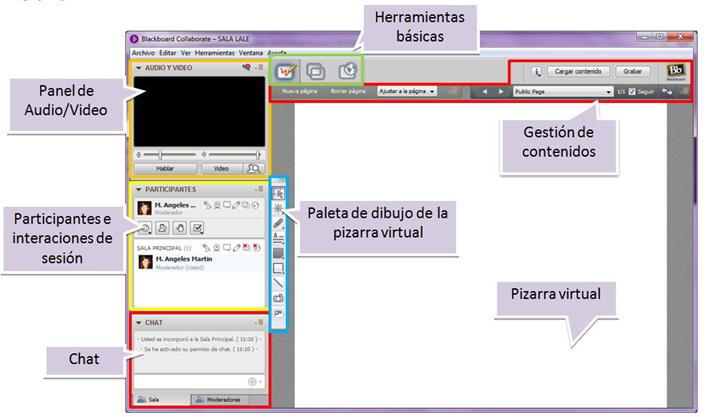 Herramientas
básicas
Blackboard Collaborate – SALA LALE
Archivo Editar Ver Herramientas Ventana Ayuda
AUDIO Y VIDEO
Cargar contenido
Grabar
Bb
Blackboard
Nueva página
Borrar página
Ajustar a la página
Public Page
1/1
Seguir
Panel de
Audio/Video
Gestión de
contenidos
Hablar
Video
PARTICIPANTES
M. Angeles ...
Moderador
Participantes e
interaciones de
sesión
Paleta de dibujo de la
pizarra virtual
SALA PRINCIPAL (1)
M. Angeles Martin
Moderador (Usted)
Pizarra virtual
CHAT
- Usted se incorporó a la Sala Principal. ( 11:10 ) -
- Se ha activado su permiso de chat. ( 11:10 ) -
Chat
Sala
Moderadores